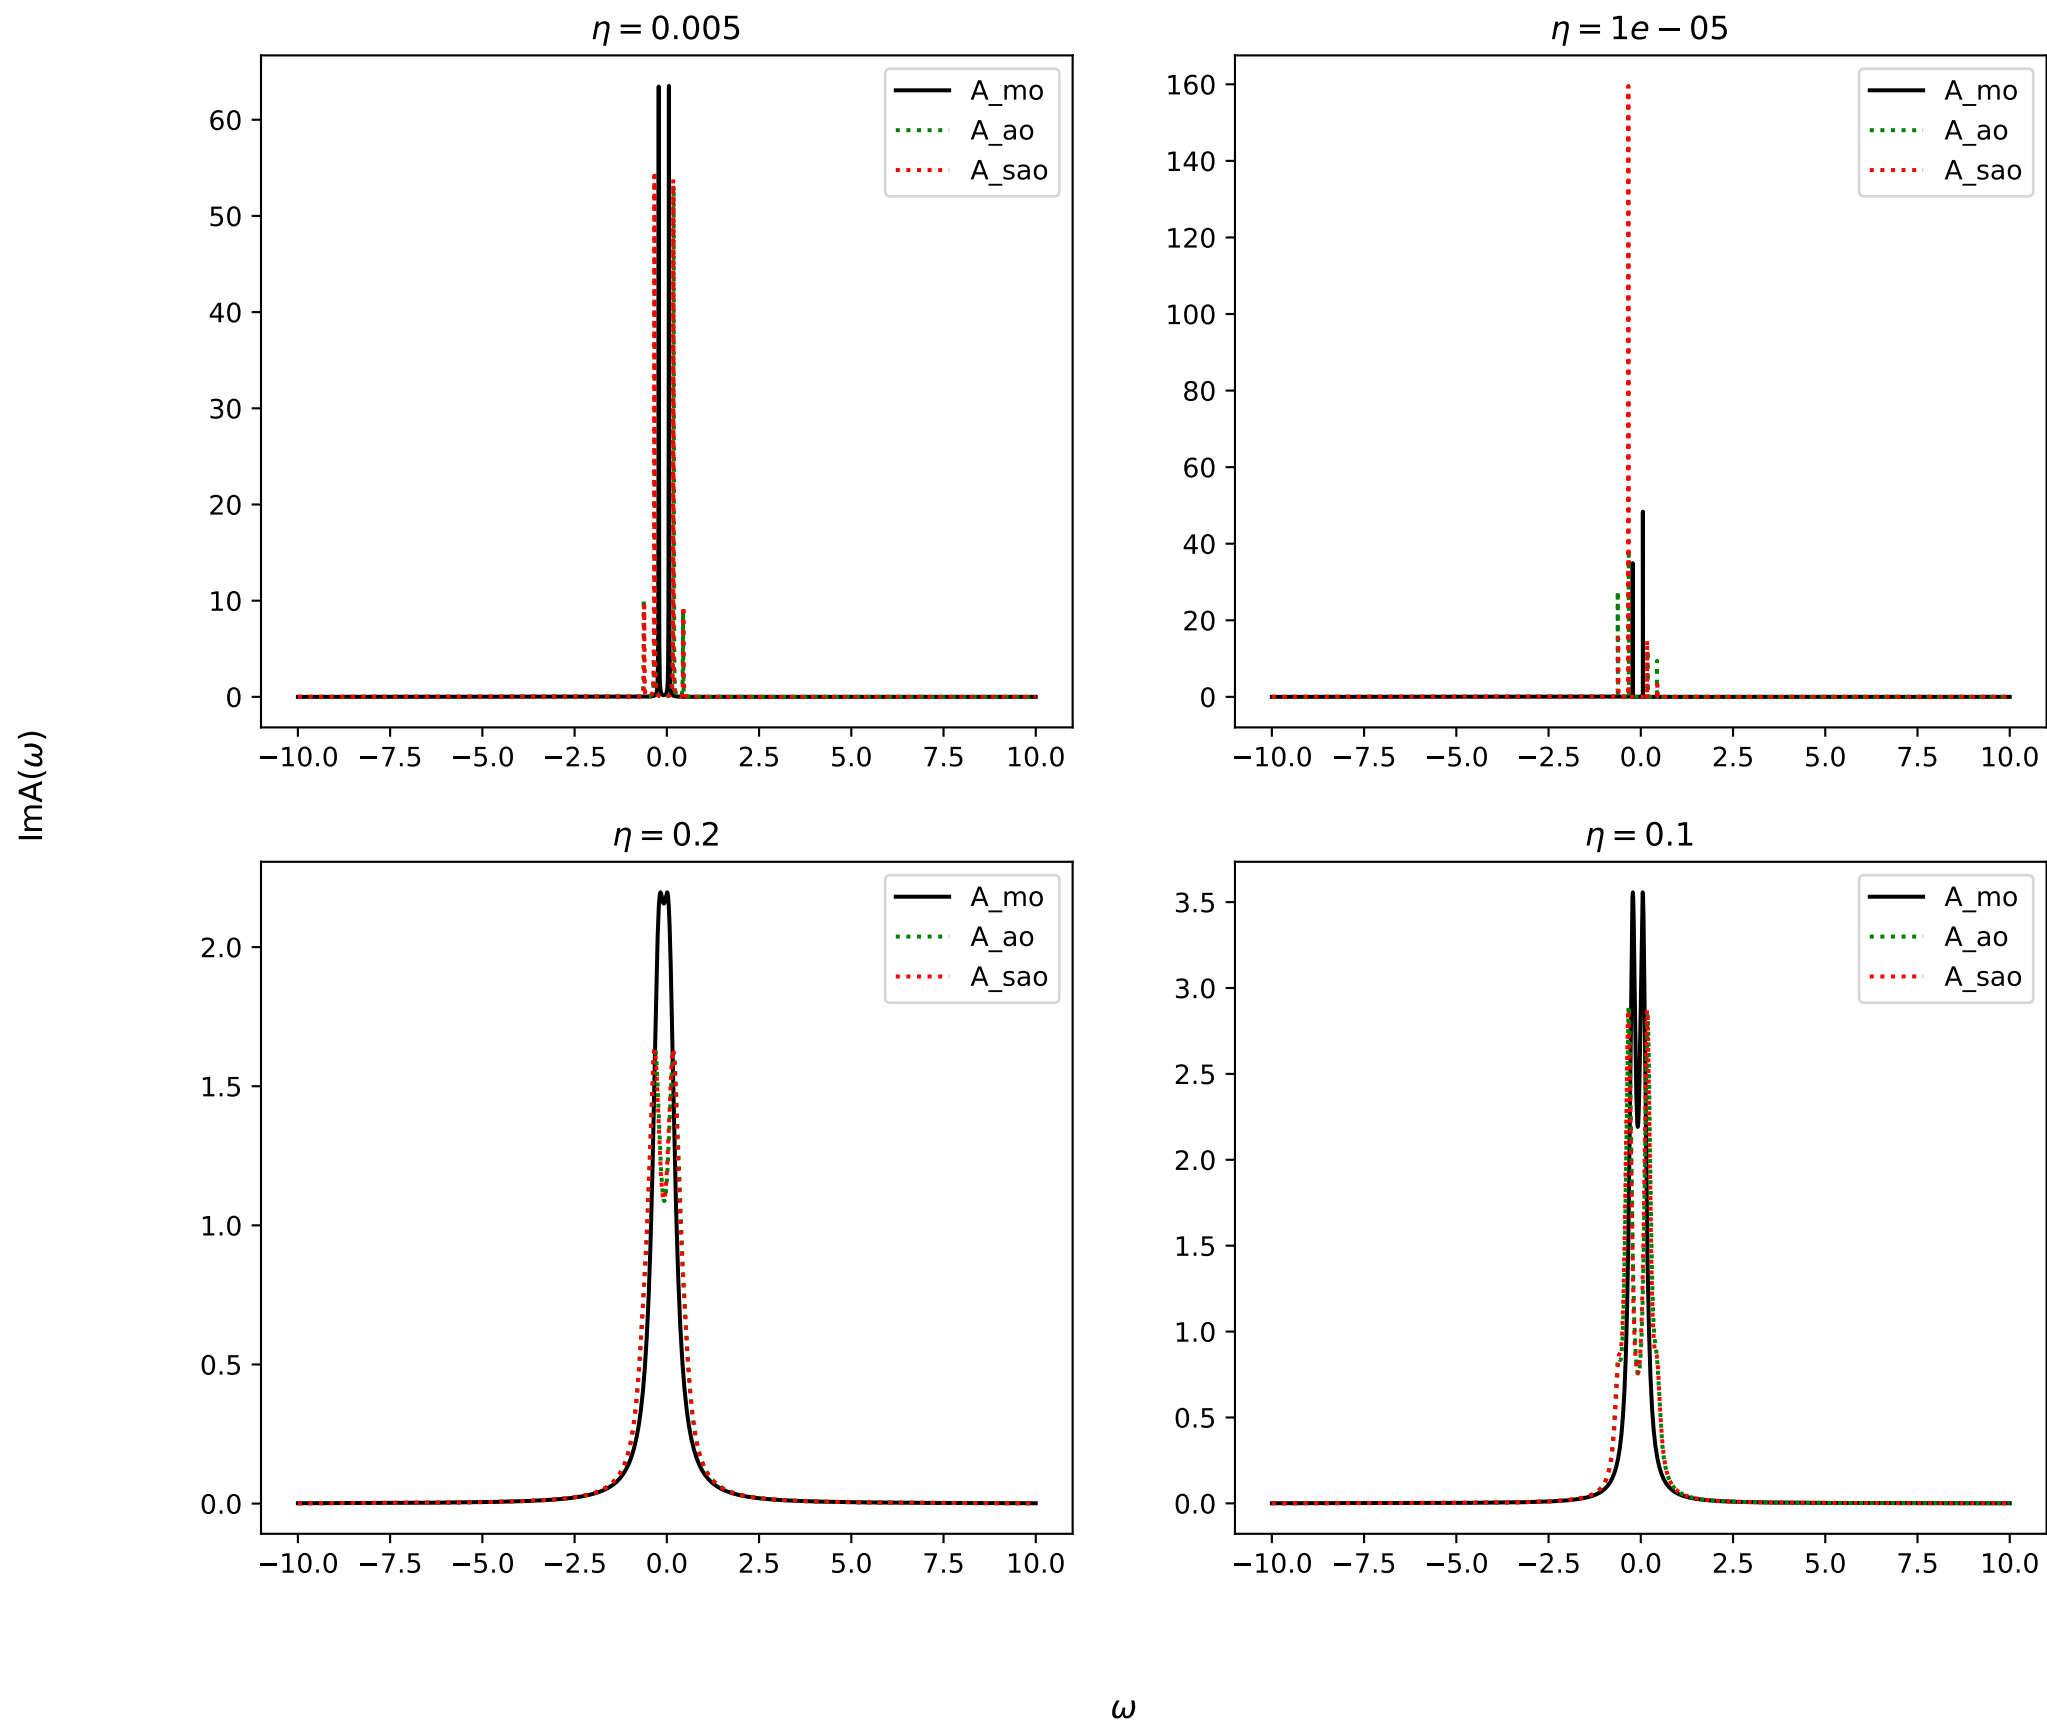 η = 0.005
60
50
40
30
20
10
0
−10.0 −7.5 −5.0 −2.5 0.0 2.5 5.0 7.5 10.0
A_mo
A_ao
A_sao
η = 1e − 05
160
140
120
100
80
60
40
20
0
−10.0 −7.5 −5.0 −2.5 0.0 2.5 5.0 7.5 10.0
A_mo
A_ao
A_sao
ImA(ω)
η = 0.2
2.0
1.5
1.0
0.5
0.0
−10.0 −7.5 −5.0 −2.5 0.0 2.5 5.0 7.5 10.0
A_mo
A_ao
A_sao
η = 0.1
3.5
3.0
2.5
2.0
1.5
1.0
0.5
0.0
−10.0 −7.5 −5.0 −2.5 0.0 2.5 5.0 7.5 10.0
A_mo
A_ao
A_sao
ω